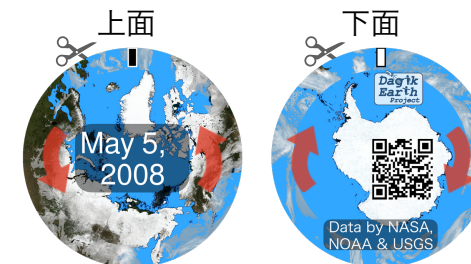 上面
下面
May 5,
2008
Dagik
Earth
Project
Data by NASA,
NOAA & USGS